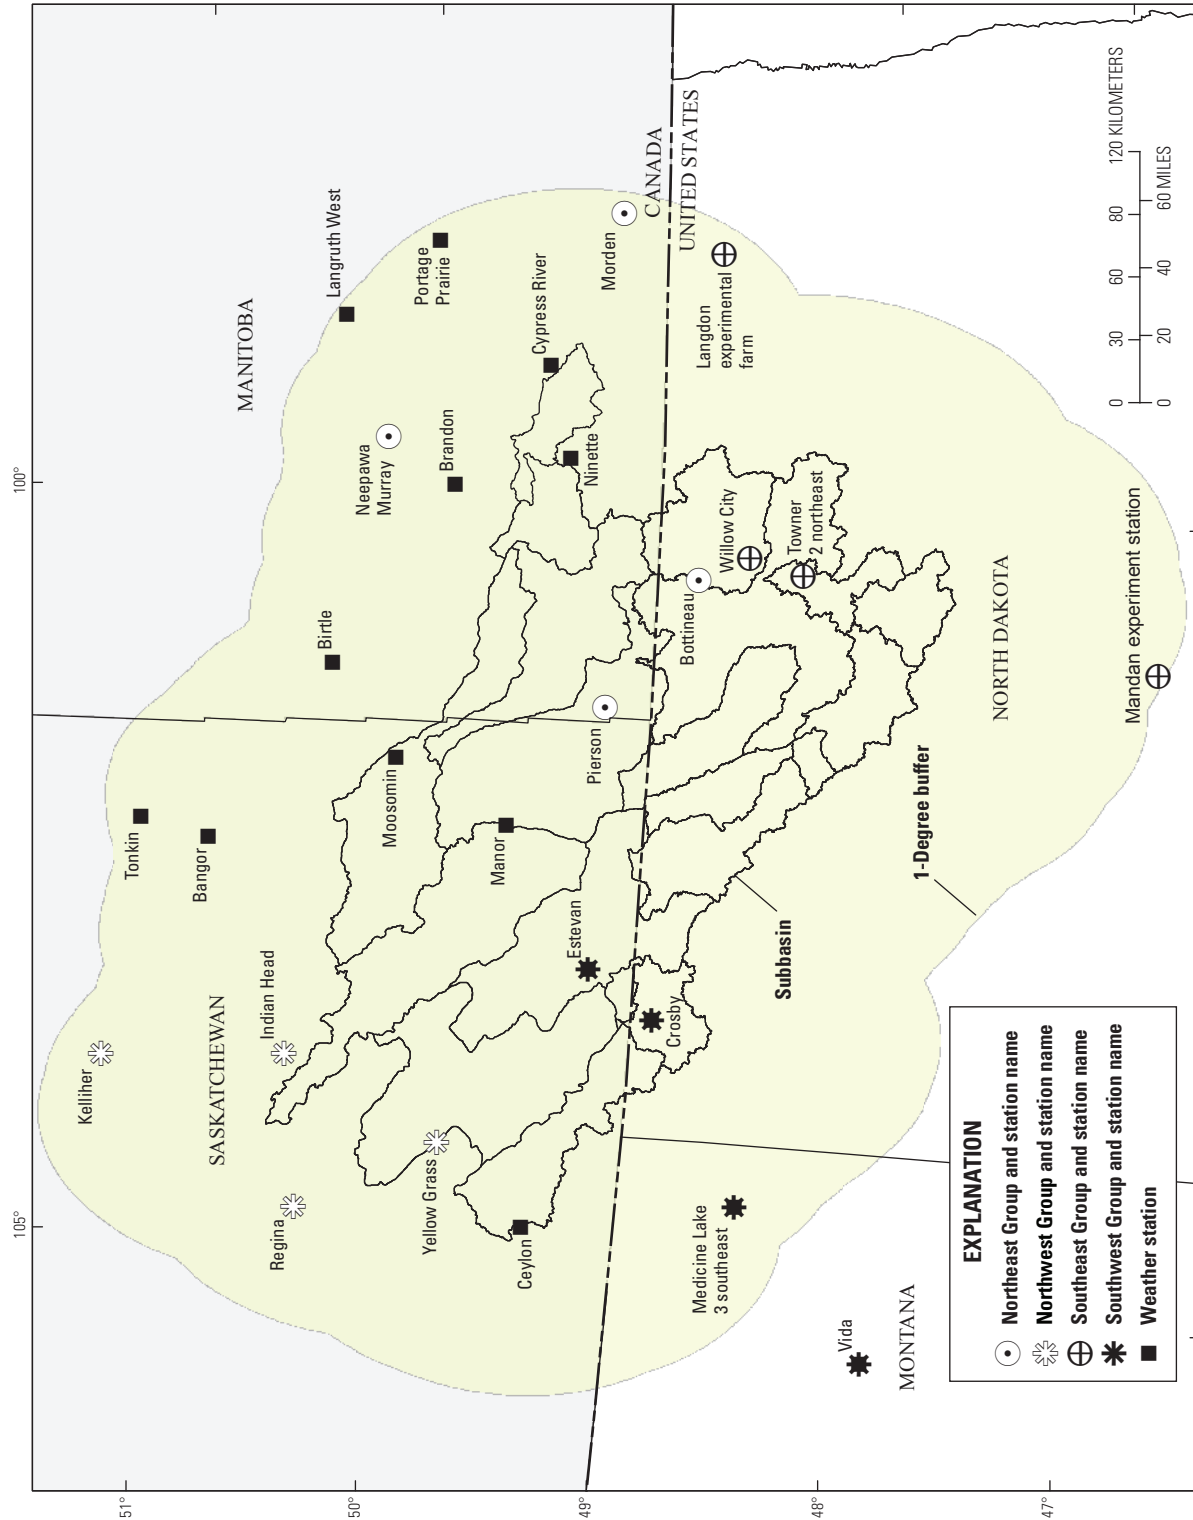 100°
105°
51°
50°
49°
48°
47°
MANITOBA
SASKATCHEWAN
CANADA
UNITED STATES
NORTH DAKOTA
MONTANA
Kelliher
Indian Head
Regina
Yellow Grass
Ceylon
Tonkin
Bangor
Moosomin
Manor
Estevan
Crosby
Medicine Lake
3 southeast
Vida
Birtle
Neepawa
Murray
Brandon
Langruth West
Portage
Prairie
Cypress River
Ninette
Morden
Pierson
Bottineau
Willow City
Towner
2 northeast
Langdon
experimental
farm
Mandan experiment station
Subbasin
1-Degree buffer
0 30 60 80 120 KILOMETERS
0 20 40 60 MILES
EXPLANATION
Northeast Group and station name
Northwest Group and station name
Southeast Group and station name
Southwest Group and station name
Weather station